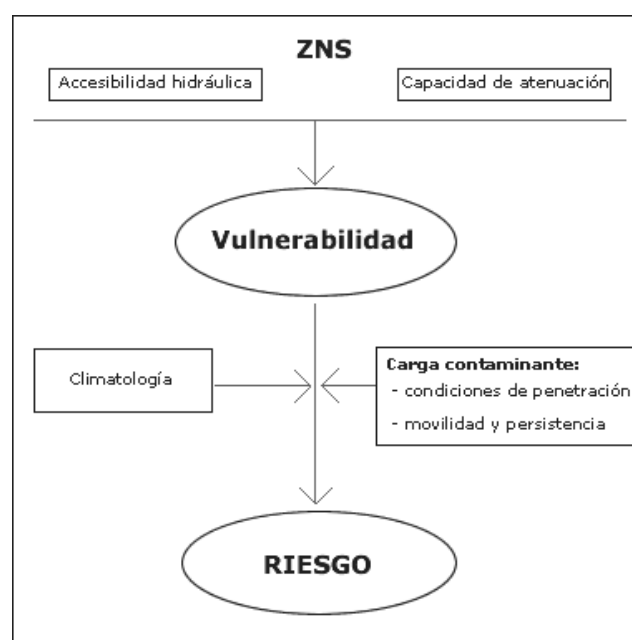 ZNS
Accesibilidad hidráulica
Capacidad de atenuación
Vulnerabilidad
Climatología
Carga contaminante:
- condiciones de penetración
- movilidad y persistencia
RIESGO